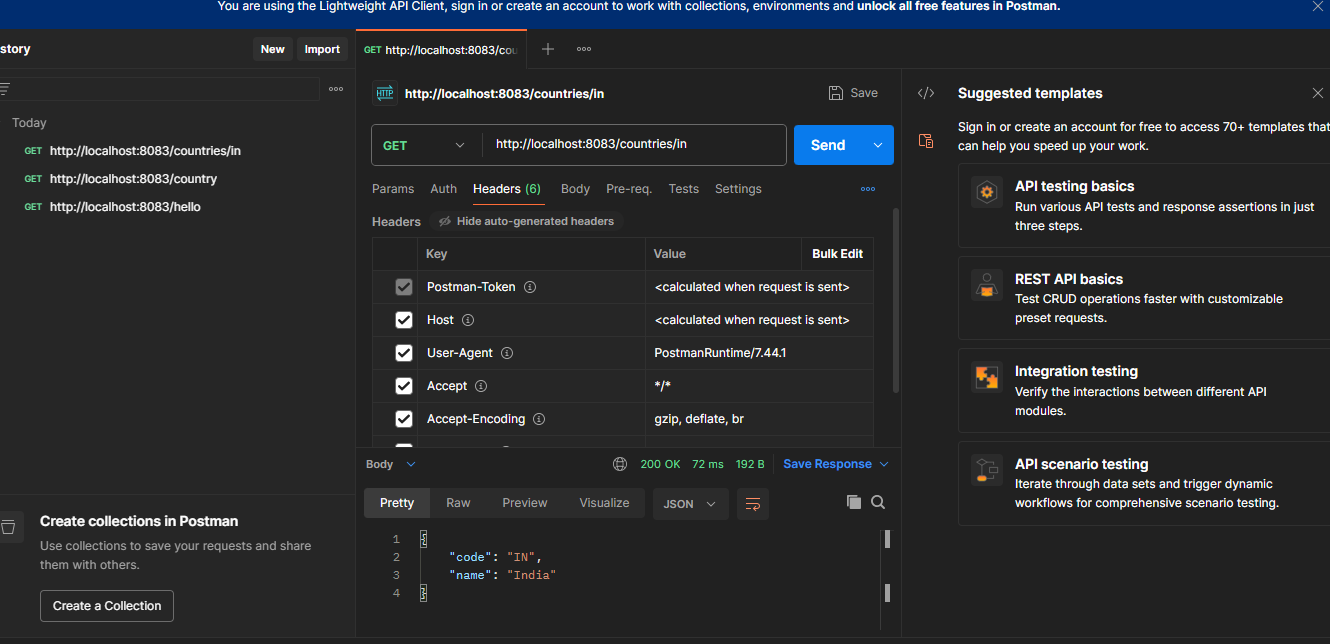 You are using the Lightweight API Client, sign in or create an account to work with collections, environments and unlock all free features in Postman.
story
New
Import
GET http://localhost:8083/cou
Today
GET http://localhost:8083/countries/in
GET http://localhost:8083/country
GET http://localhost:8083/hello
Create collections in Postman
Use collections to save your requests and share
them with others.
Create a Collection
HTTP http://localhost:8083/countries/in
Save
GET
http://localhost:8083/countries/in
Send
Params Auth Headers (6) Body Pre-req. Tests Settings
Headers Hide auto-generated headers
Key Value Bulk Edit
Postman-Token <calculated when request is sent>
Host <calculated when request is sent>
User-Agent PostmanRuntime/7.44.1
Accept */*
Accept-Encoding gzip, deflate, br
Body 200 OK 72 ms 192 B Save Response
Pretty Raw Preview Visualize JSON
1 {
2 "code": "IN",
3 "name": "India"
4 }
</> Suggested templates
Sign in or create an account for free to access 70+ templates that
can help you speed up your work.
API testing basics
Run various API tests and response assertions in just
three steps.
REST API basics
Test CRUD operations faster with customizable
preset requests.
Integration testing
Verify the interactions between different API
modules.
API scenario testing
Iterate through data sets and trigger dynamic
workflows for comprehensive scenario testing.